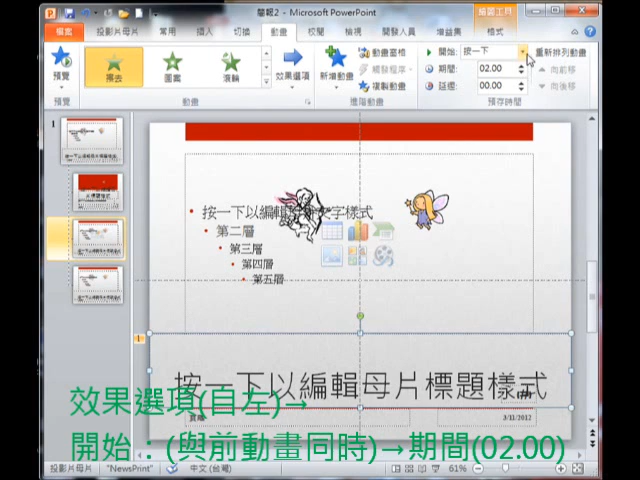 簡報2 - Microsoft PowerPoint
繪圖工具
檔案 投影片母片 常用 插入 切換 動畫 校閱 檢視 開發人員 增益集 格式
預覽 擦去 圖案 滾輪 效果選項 新增動畫 動畫窗格 觸發程序 複製動畫 開始: 按一下 重新排列動畫
期間: 02.00 向前移
延遲: 00.00 向後移
預覽 動畫 進階動畫 預存時間
1
按一下以編輯 文字樣式
第二層
第三層
第四層
第五層
1
按一下以編輯母片標題樣式
3/11/2012
效果選項(自左)→
開始：(與前動畫同時)→期間(02.00)
投影片母片 "NewsPrint" 中文 (台灣) 61%